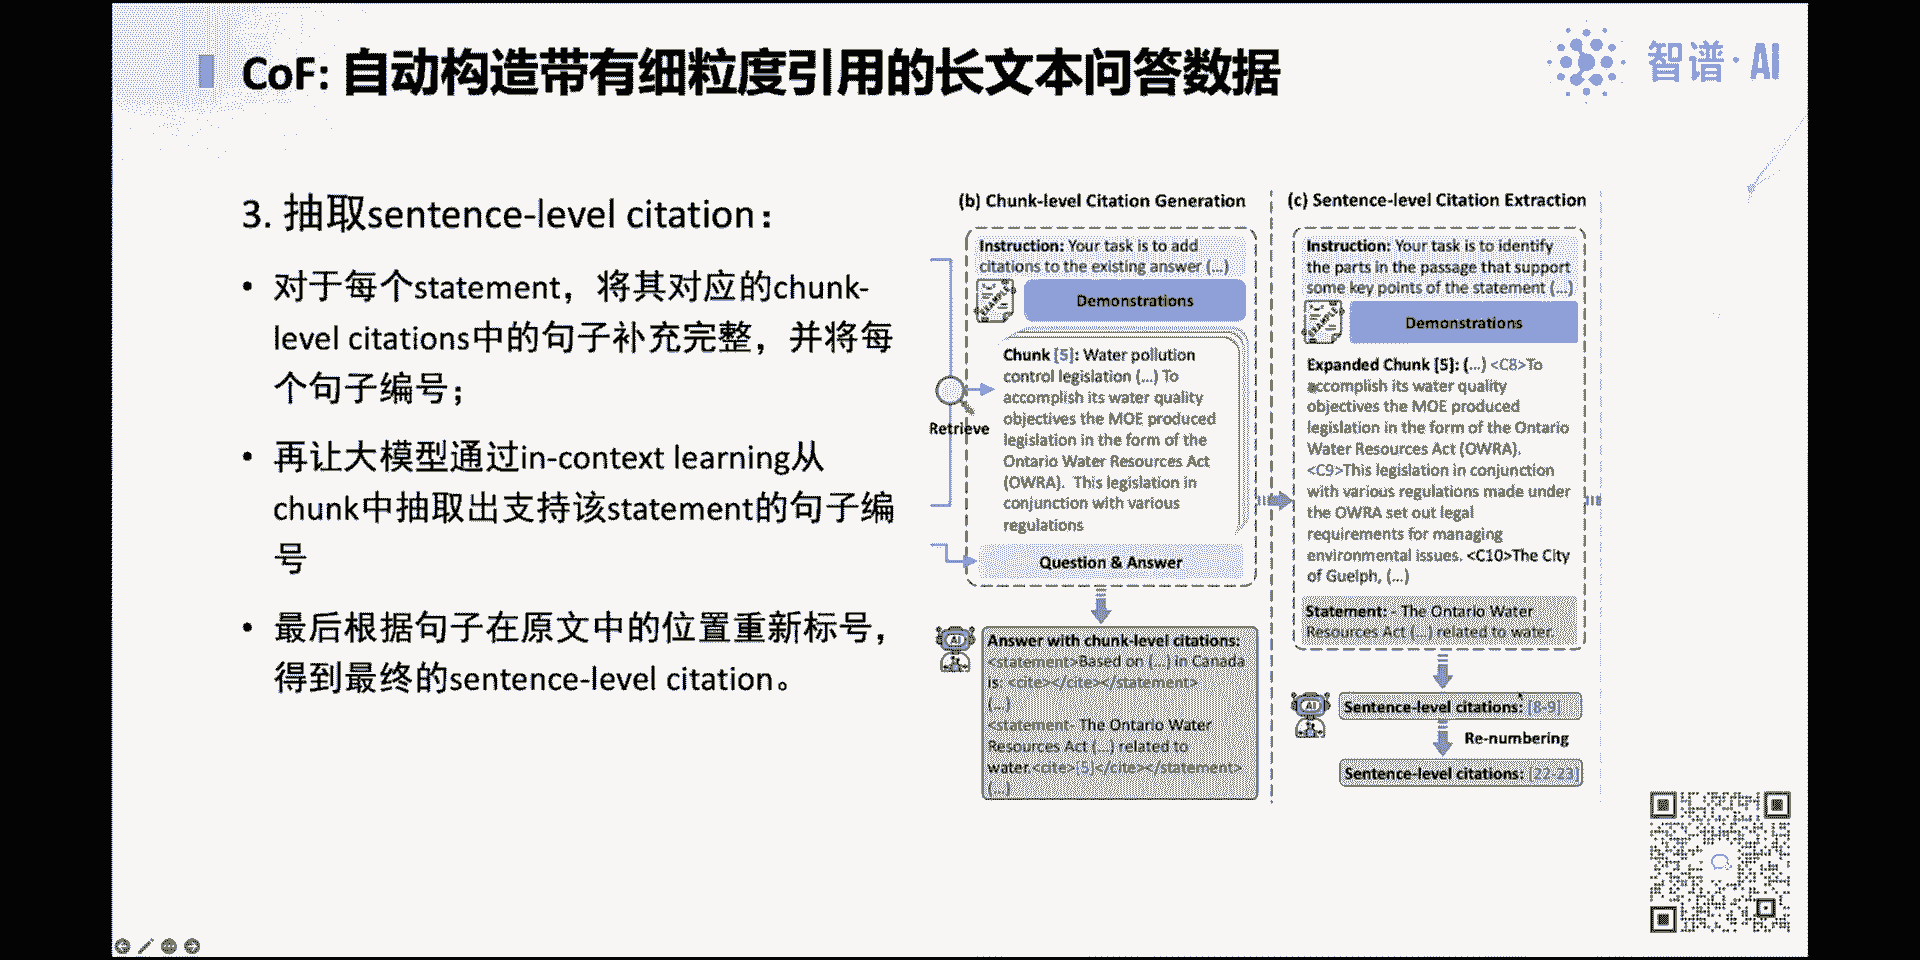 CoF: 自动构造带有细粒度引用的长文本问答数据
智谱·AI
3. 抽取sentence-level citation：
• 对于每个statement，将其对应的chunk-
level citations中的句子补充完整，并将每
个句子编号；
• 再让大模型通过in-context learning从
chunk中抽取出支持该statement的句子编
号
• 最后根据句子在原文中的位置重新标号，
得到最终的sentence-level citation。
(b) Chunk-level Citation Generation
Instruction: Your task is to add
citations to the existing answer (...)
EXAMPLE
Demonstrations
Chunk [5]: Water pollution
control legislation (...) To
accomplish its water quality
objectives the MOE produced
legislation in the form of the
Ontario Water Resources Act
(OWRA). This legislation in
conjunction with various
regulations
Retrieve
Question & Answer
AI
Answer with chunk-level citations:
<statement>Based on (...) in Canada
is: <cite></cite></statement>
(...)
<statement- The Ontario Water
Resources Act (...) related to
water.<cite>[5]</cite></statement>
(...)
(c) Sentence-level Citation Extraction
Instruction: Your task is to identify
the parts in the passage that support
some key points of the statement (...)
EXAMPLE
Demonstrations
Expanded Chunk [5]: (...) <C8>To
accomplish its water quality
objectives the MOE produced
legislation in the form of the Ontario
Water Resources Act (OWRA).
<C9>This legislation in conjunction
with various regulations made under
the OWRA set out legal
requirements for managing
environmental issues. <C10>The City
of Guelph, (...)
Statement: - The Ontario Water
Resources Act (...) related to water.
AI
Sentence-level citations: [8-9]
Re-numbering
Sentence-level citations: [22-23]